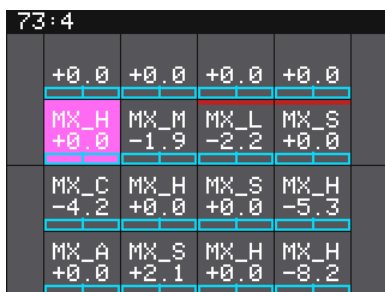 73:4
+0.0 +0.0 +0.0 +0.0
MX_H MX_M MX_L MX_S
+0.0 -1.9 -2.2 +0.0
MX_C MX_H MX_S MX_H
-4.2 +0.0 +0.0 -5.3
MX_A MX_S MX_H MX_H
+0.0 +2.1 +0.0 -8.2